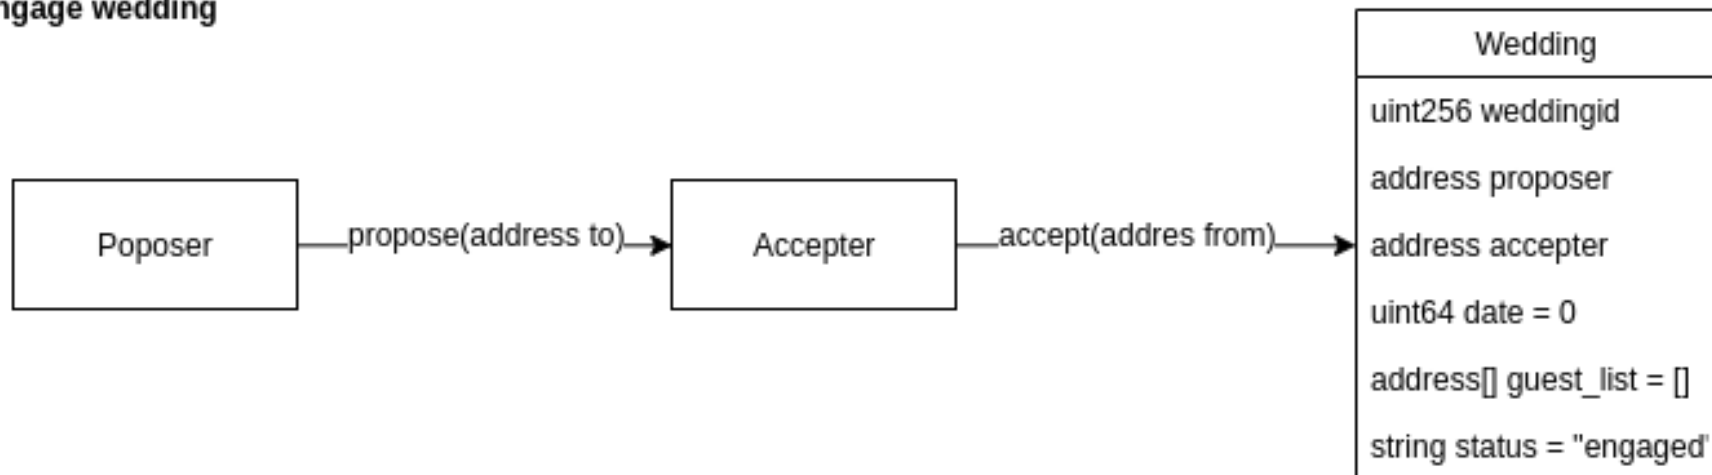 ngage wedding
Poposer
propose(address to)
Accepter
accept(addres from)
Wedding
uint256 weddingid
address proposer
address accepter
uint64 date = 0
address[] guest_list = []
string status = "engaged"